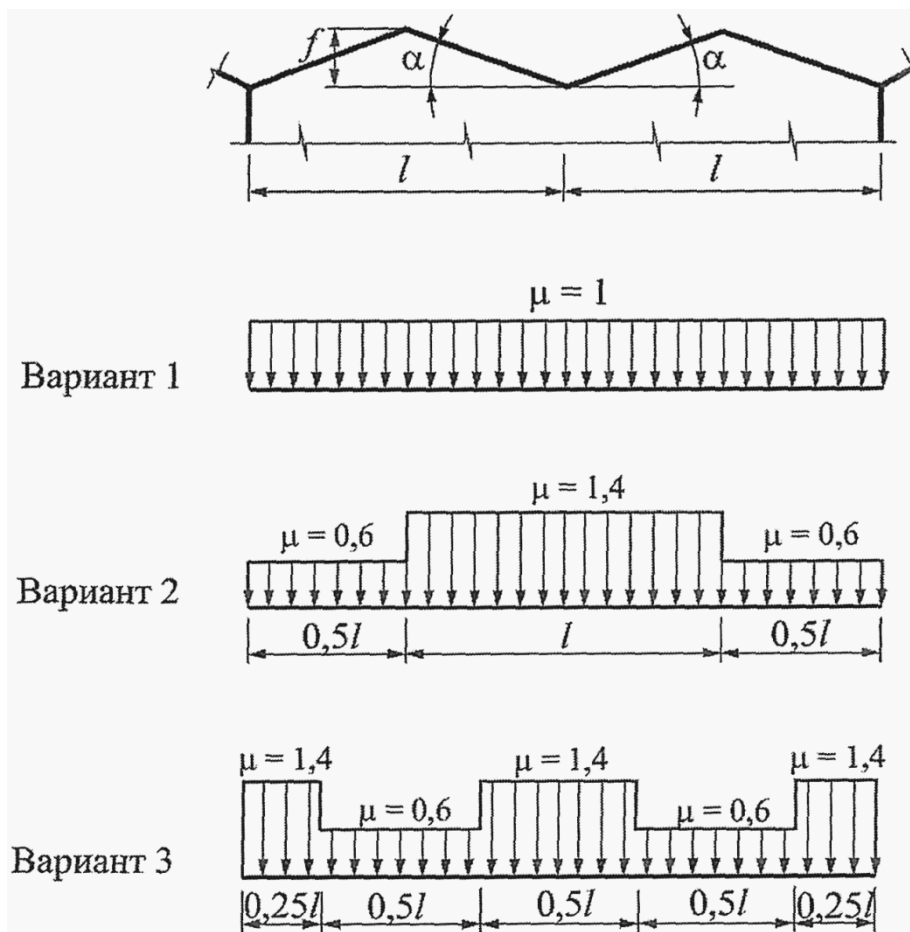 f α α
l l
μ = 1
Вариант 1
μ = 1,4
μ = 0,6 μ = 0,6
Вариант 2
0,5l l 0,5l
μ = 1,4 μ = 1,4 μ = 1,4
μ = 0,6 μ = 0,6
Вариант 3
0,25l 0,5l 0,5l 0,5l 0,25l